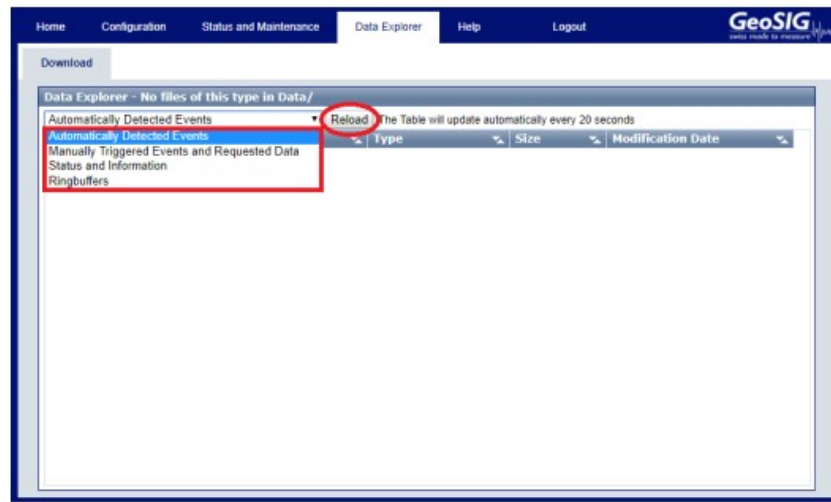 Home Configuration Status and Maintenance Data Explorer Help Logout GeoSIG
swiss made to measure
Download
Data Explorer - No files of this type in Data/
Automatically Detected Events Reload The Table will update automatically every 20 seconds
Automatically Detected Events Type Size Modification Date
Manually Triggered Events and Requested Data
Status and Information
Ringbuffers